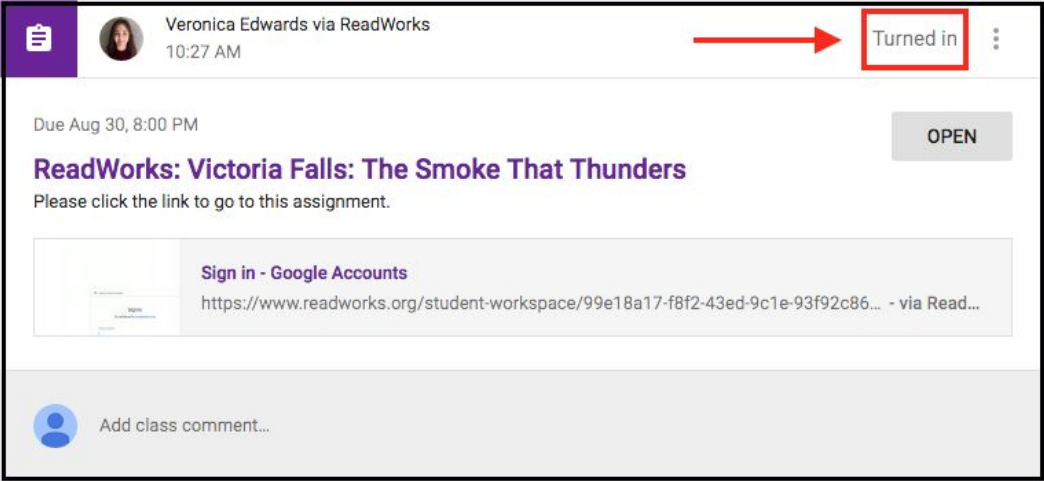 Veronica Edwards via ReadWorks
10:27 AM
Turned in
Due Aug 30, 8:00 PM
OPEN
ReadWorks: Victoria Falls: The Smoke That Thunders
Please click the link to go to this assignment.
Sign in - Google Accounts
https://www.readworks.org/student-workspace/99e18a17-f8f2-43ed-9c1e-93f92c86... - via Read...
Add class comment...